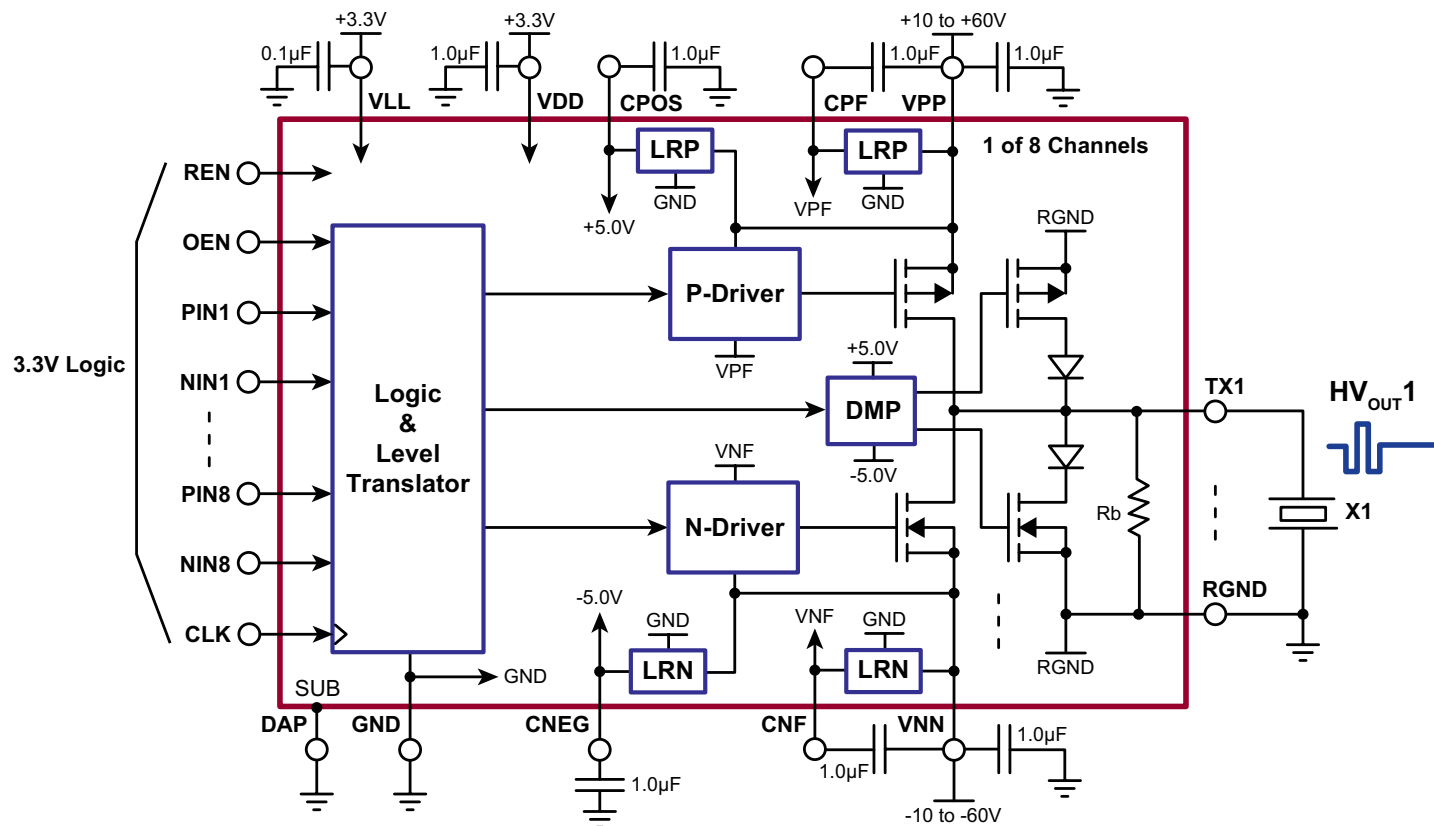 +3.3V
+3.3V
+10 to +60V
0.1µF
1.0µF
1.0µF
1.0µF
1.0µF
VLL
VDD
CPOS
CPF
VPP
1 of 8 Channels
LRP
LRP
GND
GND
+5.0V
VPF
RGND
REN
OEN
PIN1
NIN1
PIN8
NIN8
CLK
3.3V Logic
Logic
&
Level
Translator
P-Driver
VPF
+5.0V
DMP
-5.0V
VNF
N-Driver
TX1
HVOUT1
Rb
X1
RGND
-5.0V
GND
LRN
VNF
GND
LRN
RGND
GND
SUB
DAP
GND
CNEG
CNF
VNN
1.0µF
1.0µF
1.0µF
-10 to -60V